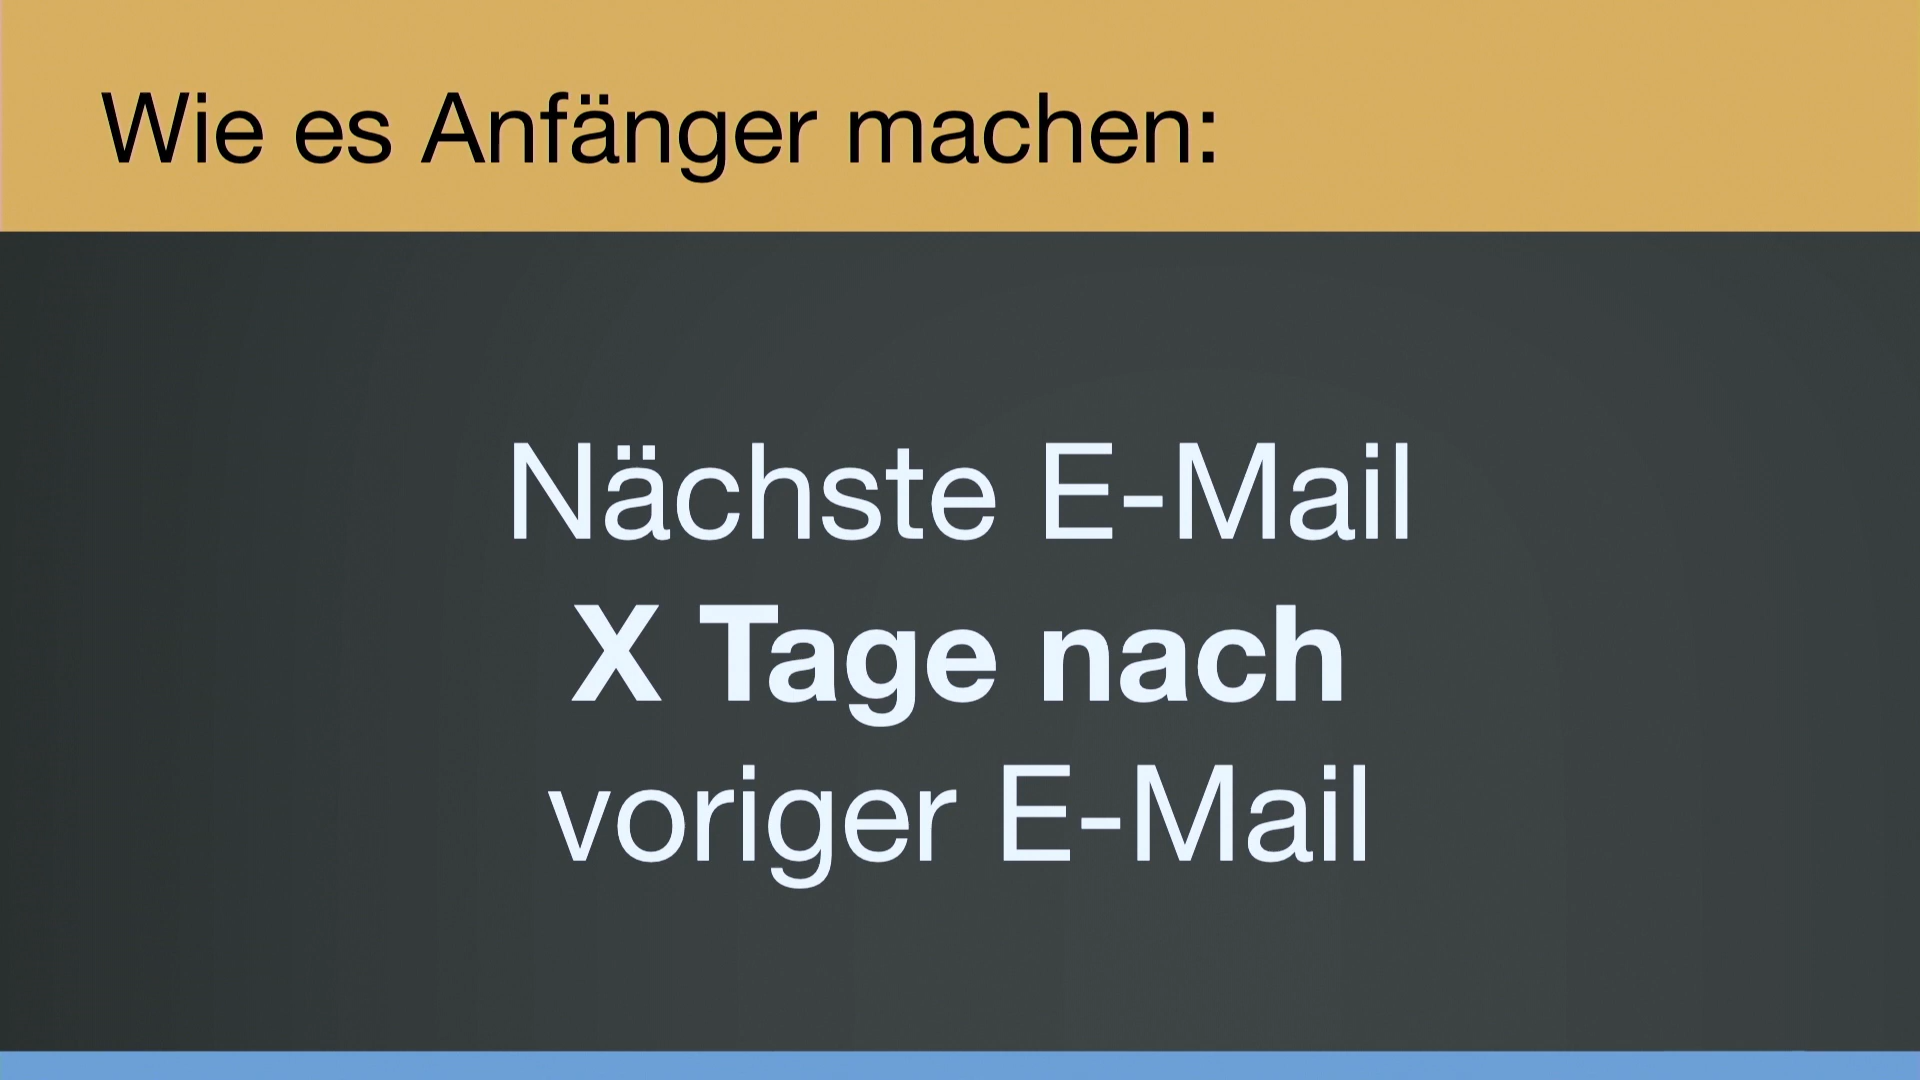 Wie es Anfänger machen:
Nächste E-Mail
X Tage nach
voriger E-Mail